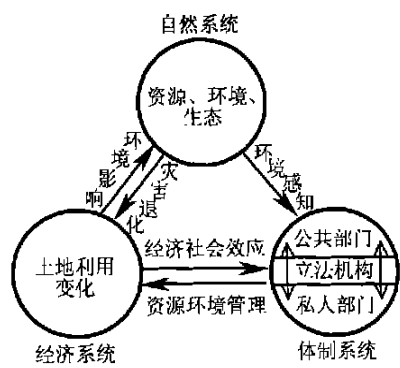 自然系统
资源、环境、
生态
环境影响
灾害退化
环境感知
土地利用
变化
经济社会效应
资源环境管理
公共部门
立法机构
私人部门
经济系统
体制系统